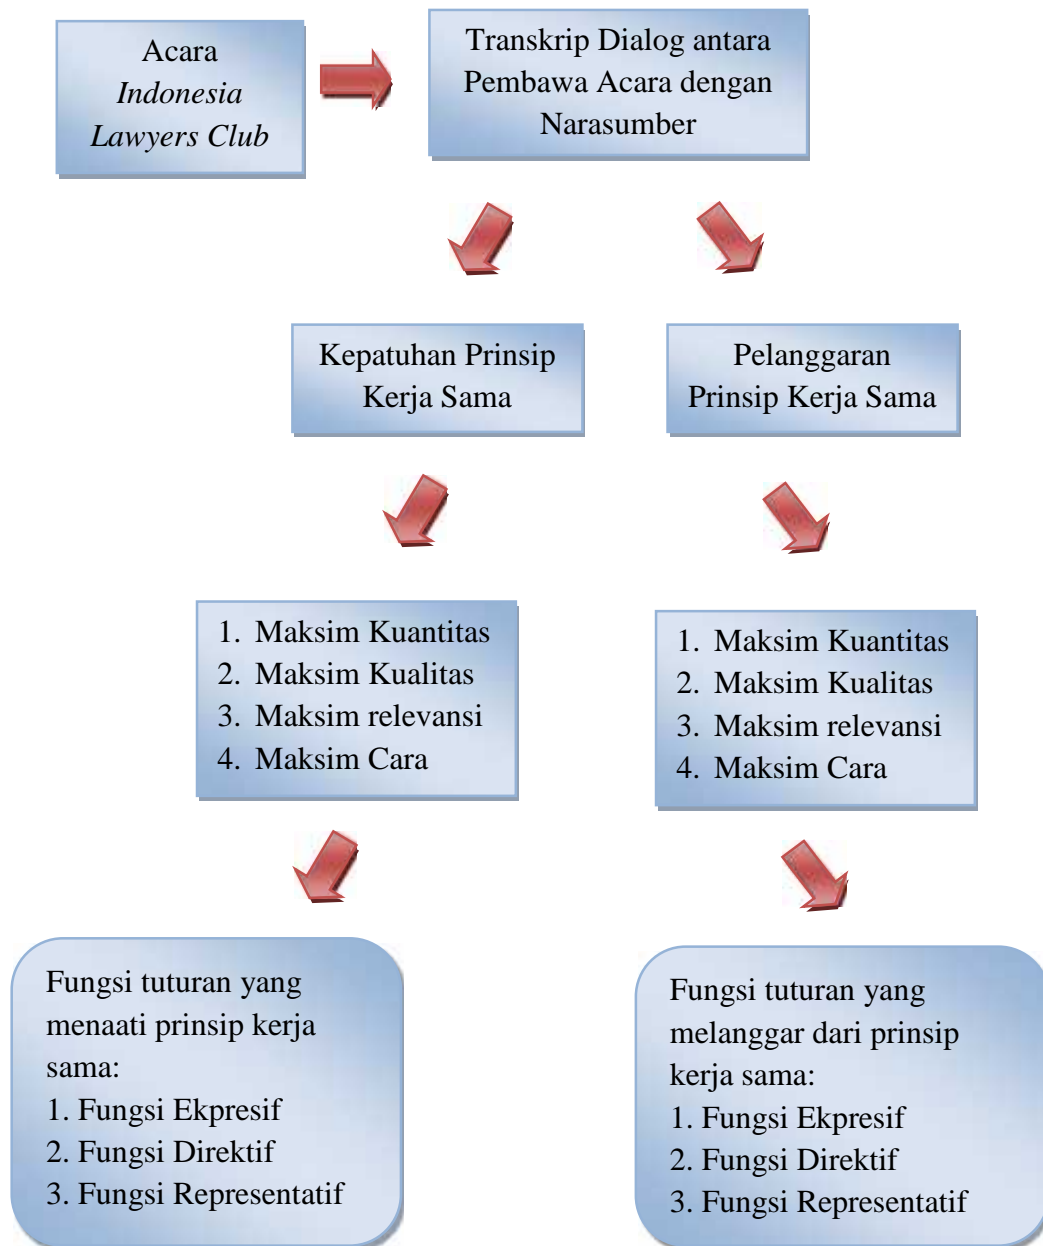 Acara
Indonesia
Lawyers Club
Transkrip Dialog antara
Pembawa Acara dengan
Narasumber
Kepatuhan Prinsip
Kerja Sama
Pelanggaran
Prinsip Kerja Sama
1. Maksim Kuantitas
2. Maksim Kualitas
3. Maksim relevansi
4. Maksim Cara
1. Maksim Kuantitas
2. Maksim Kualitas
3. Maksim relevansi
4. Maksim Cara
Fungsi tuturan yang
menaati prinsip kerja
sama:
1. Fungsi Ekpresif
2. Fungsi Direktif
3. Fungsi Representatif
Fungsi tuturan yang
melanggar dari prinsip
kerja sama:
1. Fungsi Ekpresif
2. Fungsi Direktif
3. Fungsi Representatif